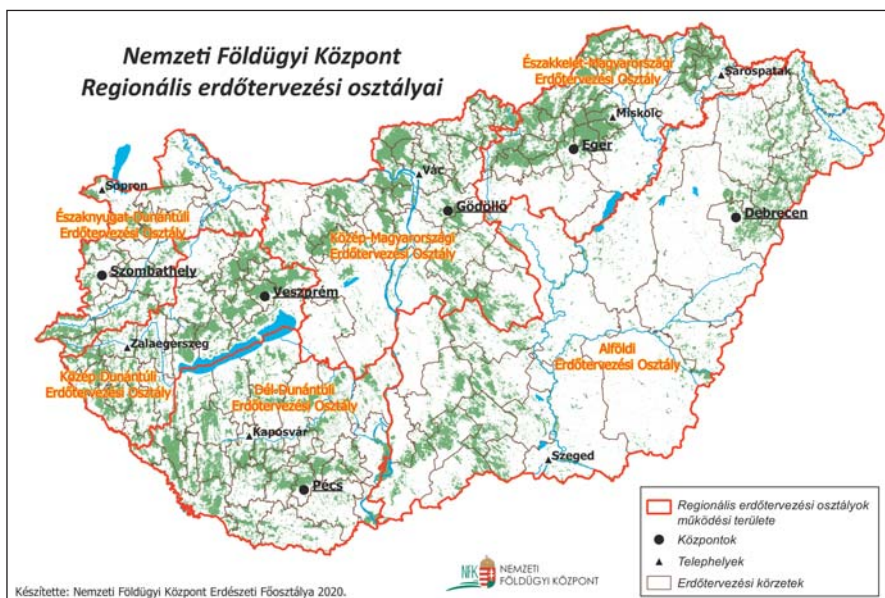 Nemzeti Földügyi Központ
Regionális erdőtervezési osztályai
Északkelet-Magyarországi
Erdőtervezési Osztály
Sárospatak
Miskolc
Eger
Vác
Sopron
Gödöllő
Debrecen
Északnyugat-Dunántúli
Erdőtervezési Osztály
Közép-Magyarországi
Erdőtervezési Osztály
Szombathely
Veszprém
Zalaegerszeg
Alföldi
Erdőtervezési Osztály
Közép-Dunántúli
Erdőtervezési Osztály
Dél-Dunántúli
Erdőtervezési Osztály
Kaposvár
Szeged
Pécs
Regionális erdőtervezési osztályok
működési területe
Központok
Telephelyek
Erdőtervezési körzetek
NFK
NEMZETI
FÖLDÜGYI KÖZPONT
Készítette: Nemzeti Földügyi Központ Erdészeti Főosztálya 2020.